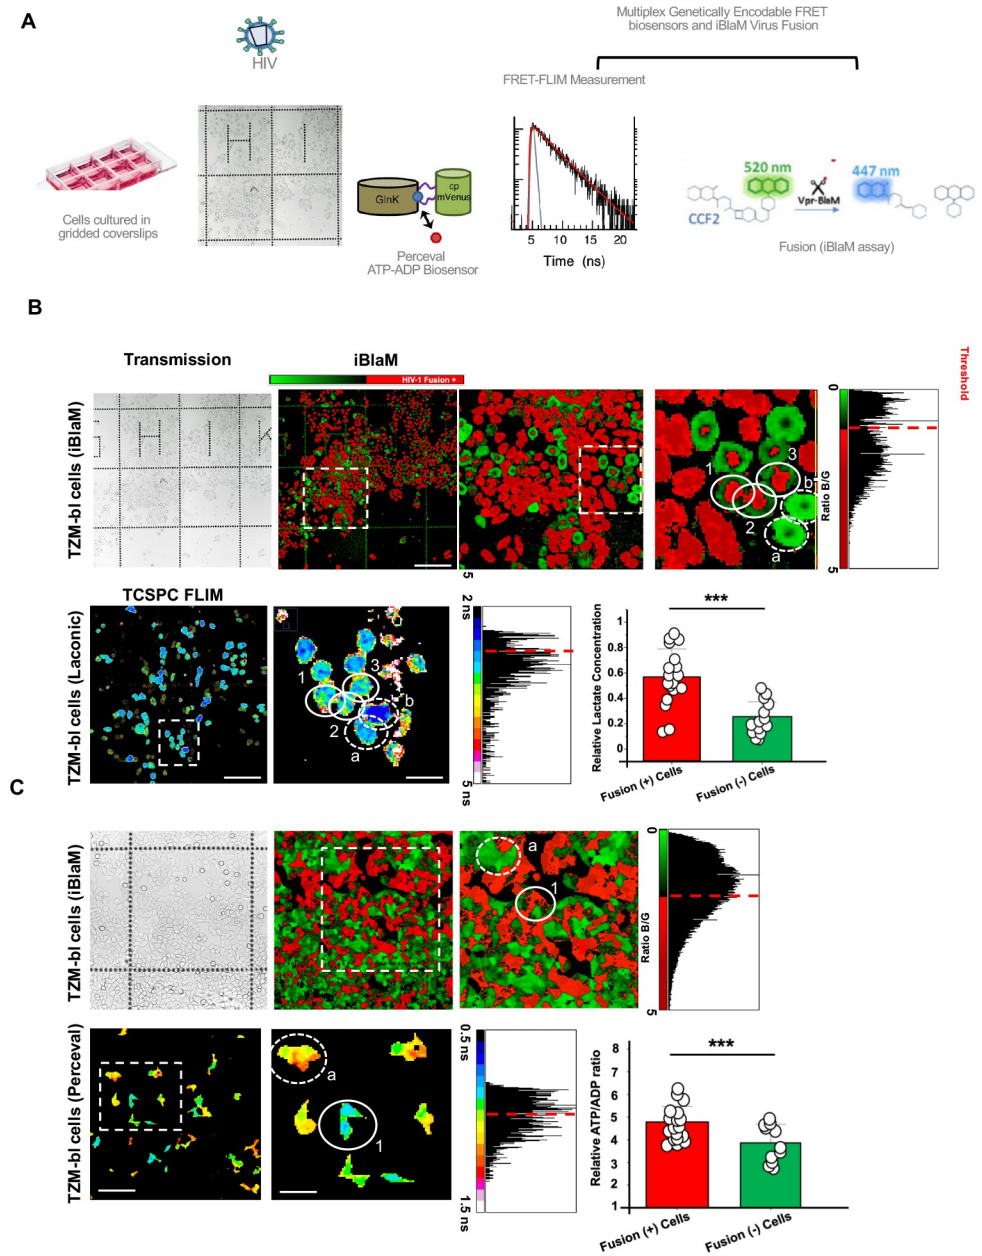 A
Multiplex Genetically Encodable FRET
biosensors and iBlaM Virus Fusion
HIV
FRET-FLIM Measurement
H I
GlnK
cp
mVenus
520 nm
447 nm
Vpr-BlaM
CCF2
Cells cultured in
gridded coverslips
Perceval
ATP-ADP Biosensor
5 10 15 20
Time (ns)
Fusion (iBlaM assay)
B
Transmission
iBlaM
HIV-1 Fusion +
Threshold
TZM-bl cells (iBlaM)
G H I K
1
2
3
a
b
0
Ratio B/G
5
5
TCSPC FLIM
TZM-bl cells (Laconic)
1
2
3
a
b
2 ns
5 ns
***
Relative Lactate Concentration
1
0.8
0.6
0.4
0.2
0
Fusion (+) Cells
Fusion (-) Cells
C
TZM-bl cells (iBlaM)
a
1
0
Ratio B/G
5
TZM-bl cells (Perceval)
a
1
0.5 ns
1.5 ns
***
Relative ATP/ADP ratio
8
7
6
5
4
3
2
1
Fusion (+) Cells
Fusion (-) Cells